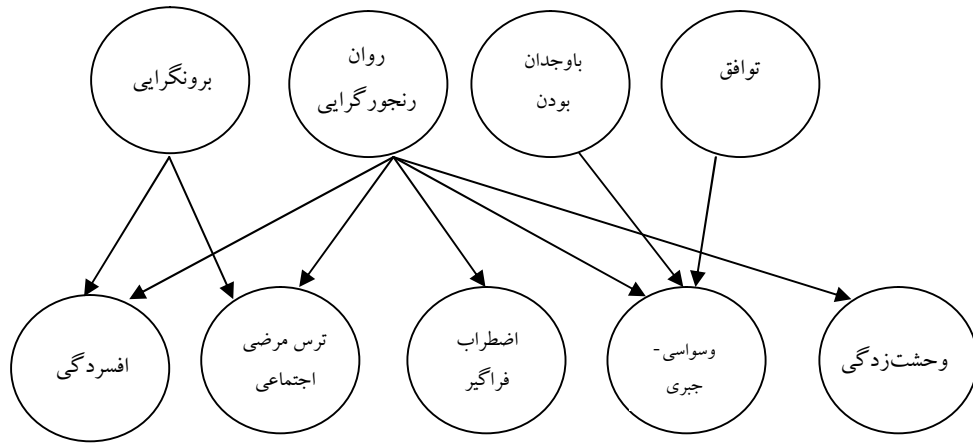 توافق
باوجدان
بودن
روان
رنجورگرایی
برونگرایی
وحشت‌زدگی
وسواسی-
جبری
اضطراب
فراگیر
ترس مرضی
اجتماعی
افسردگی